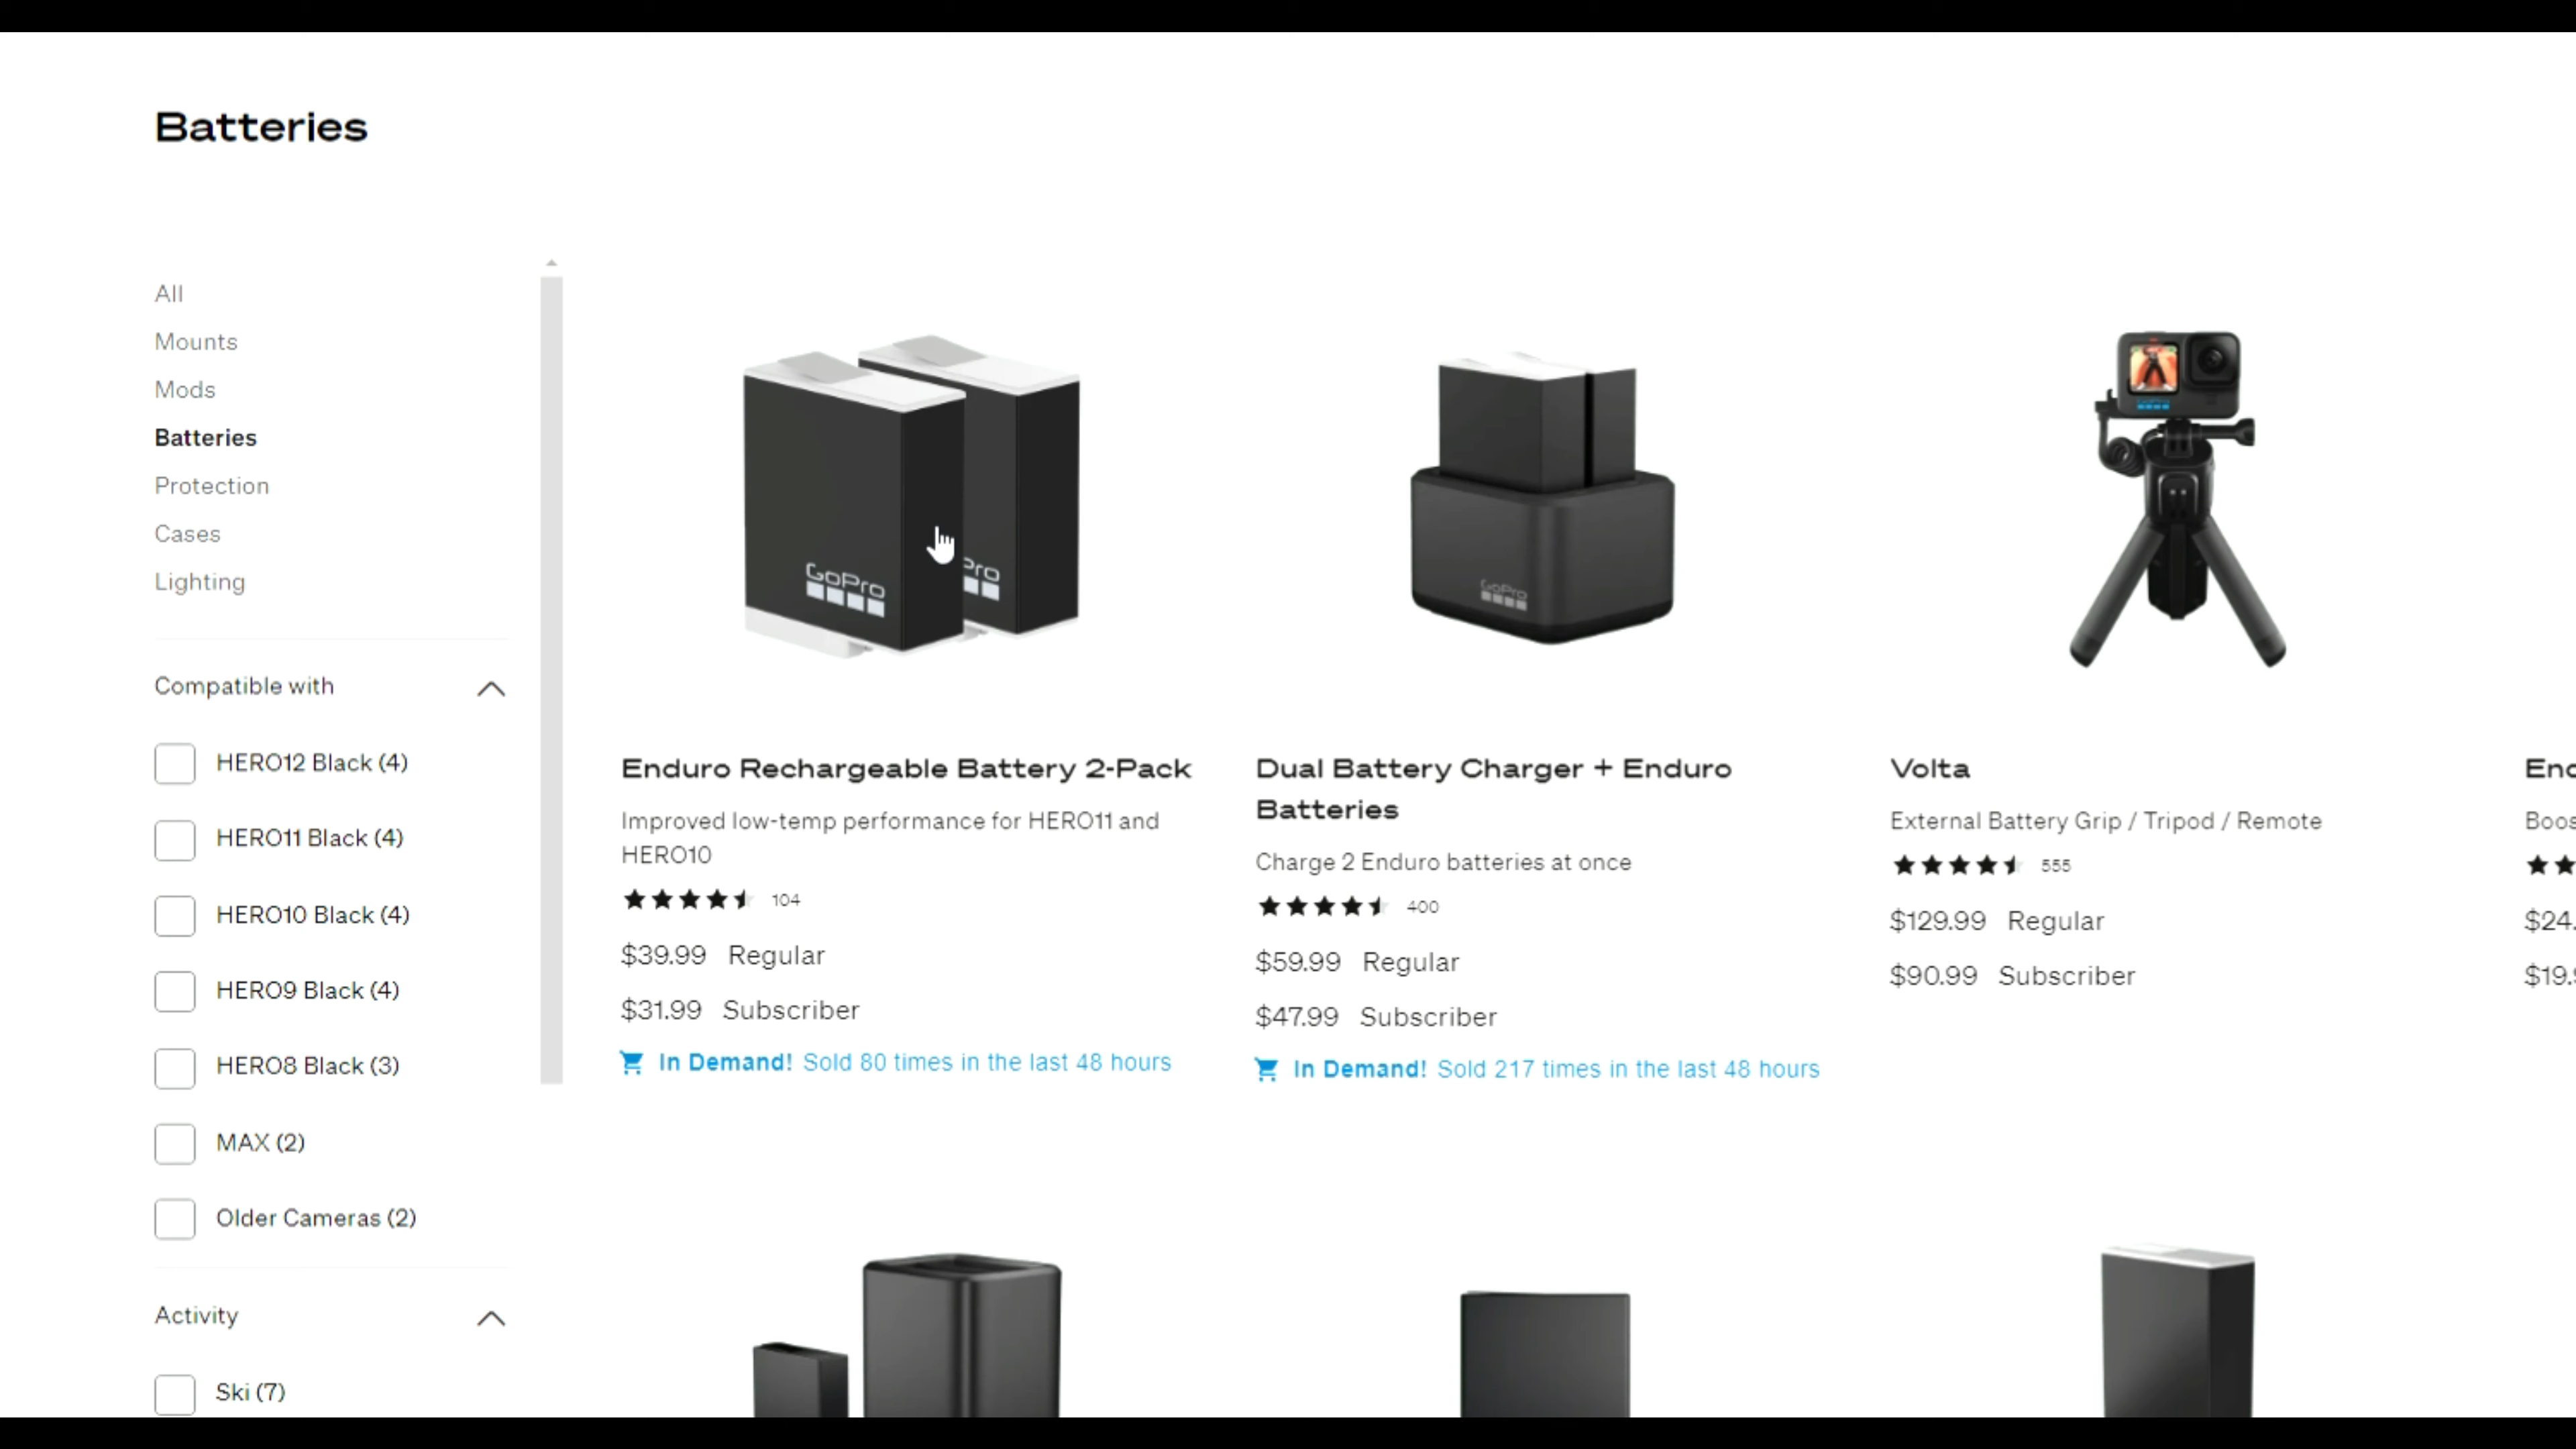 Batteries
All
Mounts
Mods
Batteries
Protection
Cases
Lighting
Compatible with
HERO12 Black (4)
HERO11 Black (4)
HERO10 Black (4)
HERO9 Black (4)
HERO8 Black (3)
MAX (2)
Older Cameras (2)
Activity
Ski (7)
GoPro
Pro
Enduro Rechargeable Battery 2-Pack
Improved low-temp performance for HERO11 and
HERO10
104
$39.99 Regular
$31.99 Subscriber
In Demand! Sold 80 times in the last 48 hours
GoPro
Dual Battery Charger + Enduro
Batteries
Charge 2 Enduro batteries at once
400
$59.99 Regular
$47.99 Subscriber
In Demand! Sold 217 times in the last 48 hours
Volta
External Battery Grip / Tripod / Remote
555
$129.99 Regular
$90.99 Subscriber